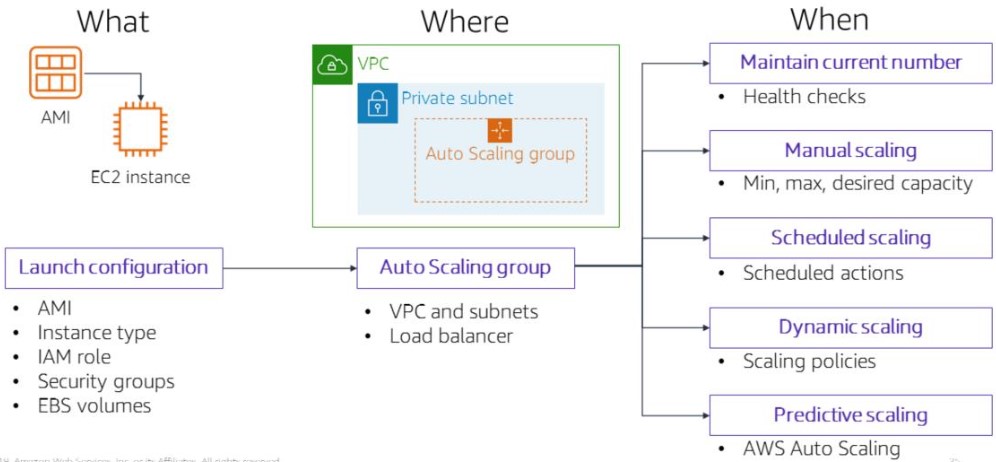 What
Where
When
AMI
EC2 instance
VPC
Private subnet
Auto Scaling group
Launch configuration
• AMI
• Instance type
• IAM role
• Security groups
• EBS volumes
Auto Scaling group
• VPC and subnets
• Load balancer
Maintain current number
• Health checks
Manual scaling
• Min, max, desired capacity
Scheduled scaling
• Scheduled actions
Dynamic scaling
• Scaling policies
Predictive scaling
• AWS Auto Scaling
Amazon Web Services, Inc. or its Affiliates. All rights reserved.